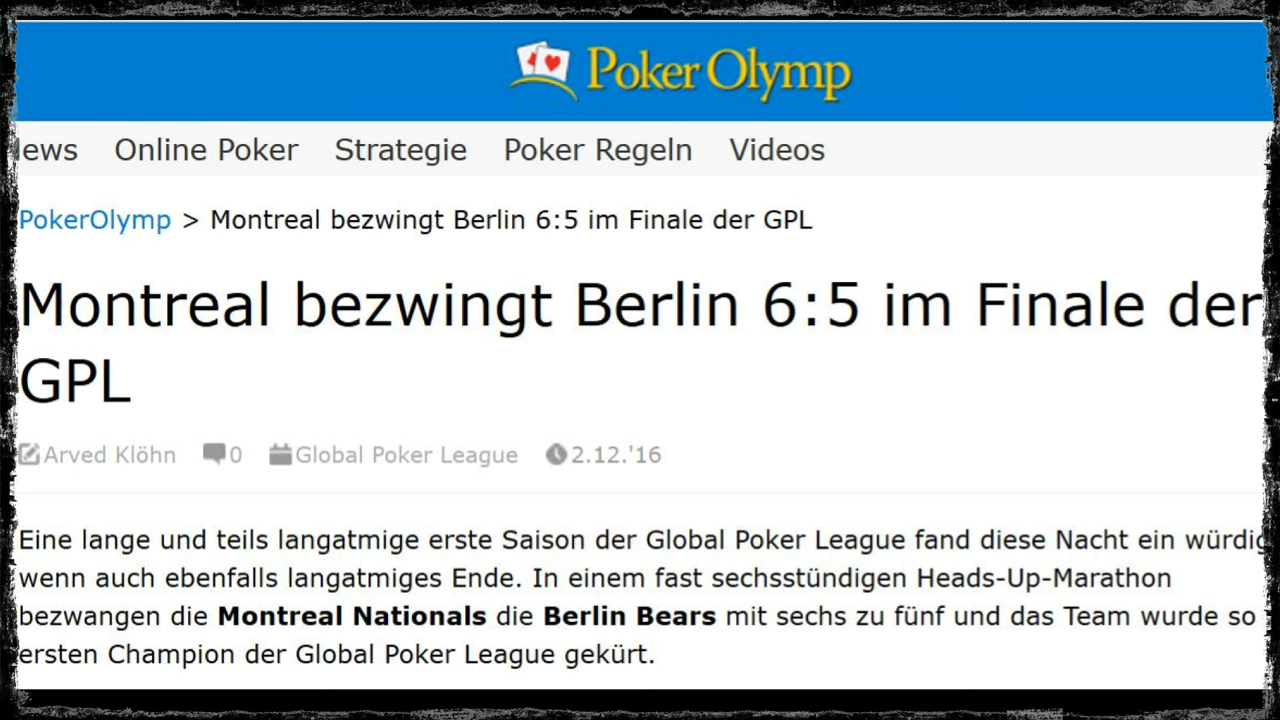 Poker Olymp
Online Poker Strategie Poker Regeln Videos
PokerOlymp > Montreal bezwingt Berlin 6:5 im Finale der GPL
Montreal bezwingt Berlin 6:5 im Finale der
GPL
Arved Klöhn 0 Global Poker League 2.12.'16
Eine lange und teils langatmige erste Saison der Global Poker League fand diese Nacht ein
wenn auch ebenfalls langatmiges Ende. In einem fast sechsstündigen Heads-Up-Marathon
bezwangen die Montreal Nationals die Berlin Bears mit sechs zu fünf und das Team wurde so
ersten Champion der Global Poker League gekürt.